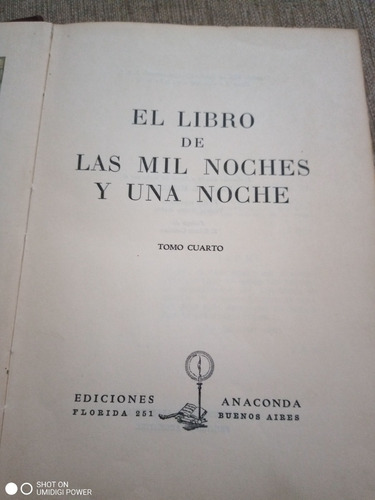 EL LIBRO
DE
LAS MIL NOCHES
Y UNA NOCHE
TOMO CUARTO
EDICIONES ANACONDA
FLORIDA 251 BUENOS AIRES
SHOT ON
UMIDIGI POWER